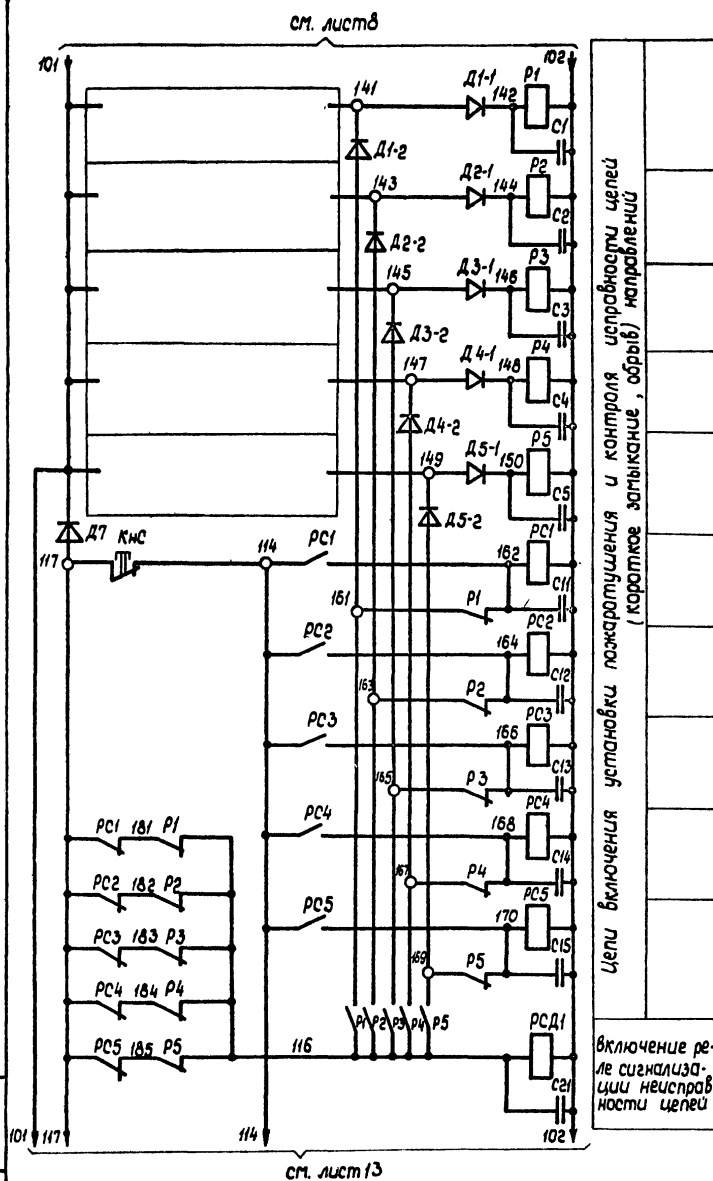 см. лист8
101
102
141
Д1-1
142
Р1
С1
Д1-2
143
Д2-1
144
Р2
С2
Д2-2
145
Д3-1
146
Р3
С3
Д3-2
147
Д4-1
148
Р4
С4
Д4-2
149
Д5-1
150
Р5
С5
Д5-2
Д7
КнС
117
114
РС1
162
РС1
С11
161
Р1
РС2
164
РС2
С12
163
Р2
РС3
166
РС3
С13
165
Р3
РС4
168
РС4
С14
167
Р4
РС5
170
РС5
С15
169
Р5
РС1 181 Р1
РС2 182 Р2
РС3 183 Р3
РС4 184 Р4
РС5 185 Р5
Р1 Р2 Р3 Р4 Р5
116
РСД1
С21
101 117
114
102
см. лист 13
Цепи включения установки пожаротушения и контроля исправности цепей
(короткое замыкание, обрыв) направлений
Включение ре-
ле сигнализа-
ции неисправ
ности цепей